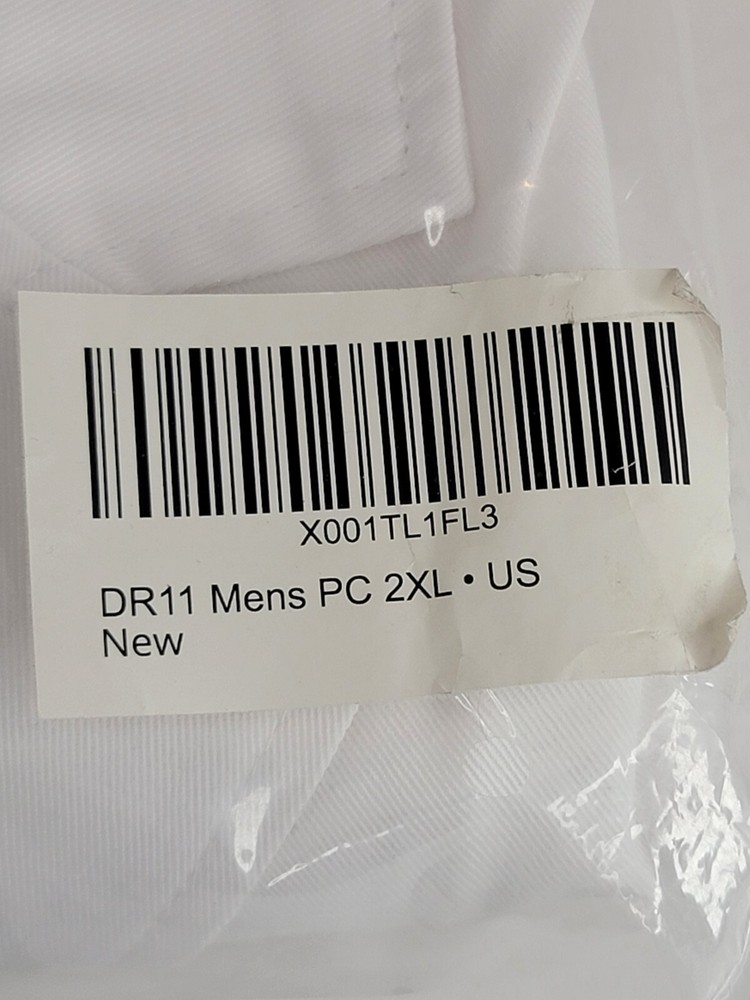 X001TL1FL3
DR11 Mens PC 2XL • US
New